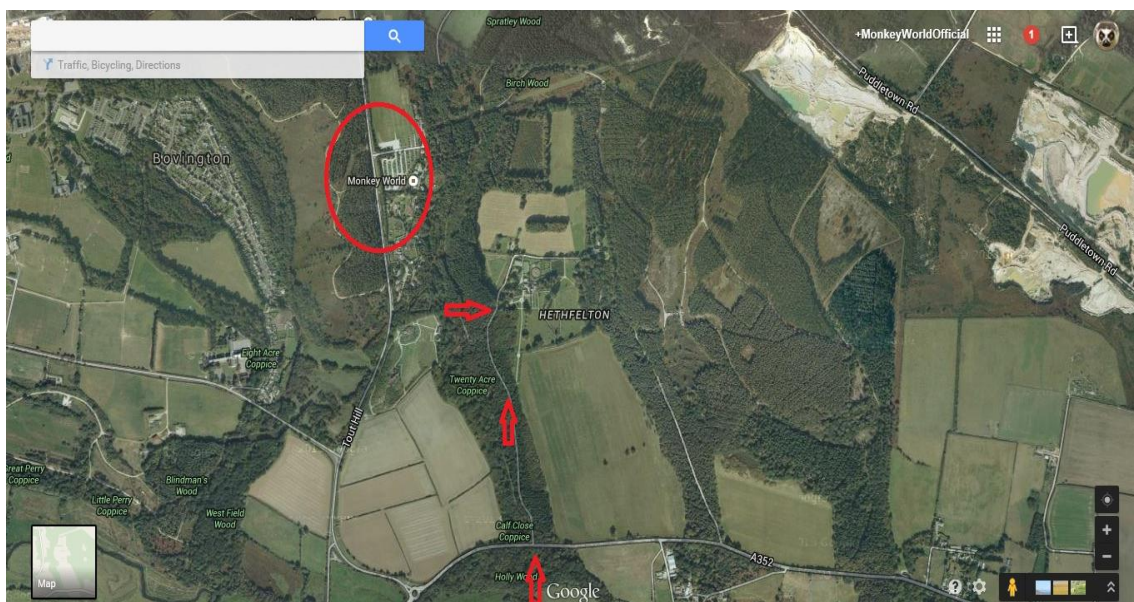 Spratley Wood
+MonkeyWorldOfficial
1
Traffic, Bicycling, Directions
Birch Wood
Puddletown Rd
Bovington
Monkey World
Puddletown Rd
HETHFELTON
Eight Acre
Coppice
Twenty Acre
Coppice
Tout Hill
Great Perry
Coppice
Blindman's
Wood
Little Perry
Coppice
West Field
Wood
Calf Close
Coppice
A352
Holly Wood
Map
Google